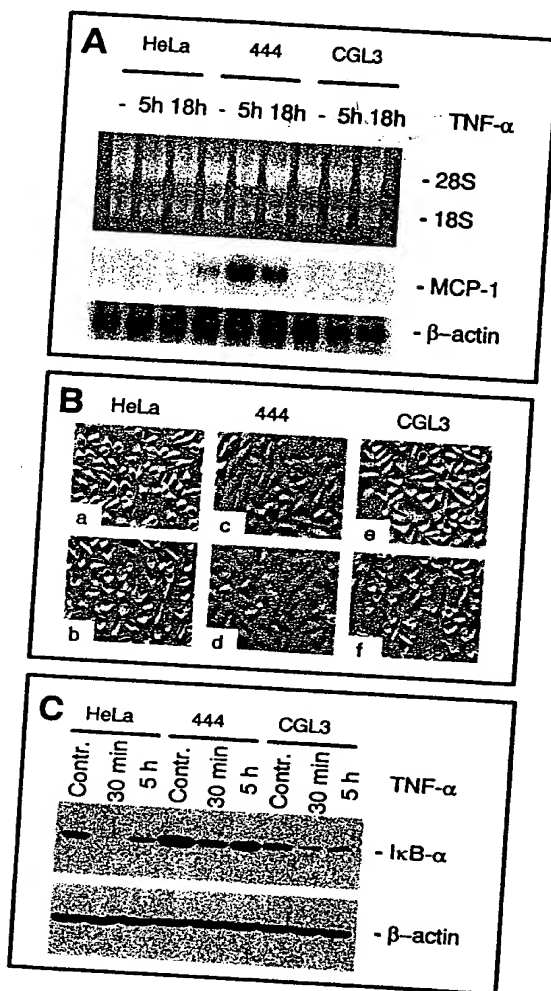 A
HeLa 444 CGL3
- 5h 18h - 5h 18h - 5h 18h TNF-α
- 28S
- 18S
- MCP-1
- β-actin
B
HeLa 444 CGL3
a c e
b d f
C
HeLa 444 CGL3
Contr. 30 min 5 h Contr. 30 min 5 h Contr. 30 min 5 h TNF-α
- IκB-α
- β-actin